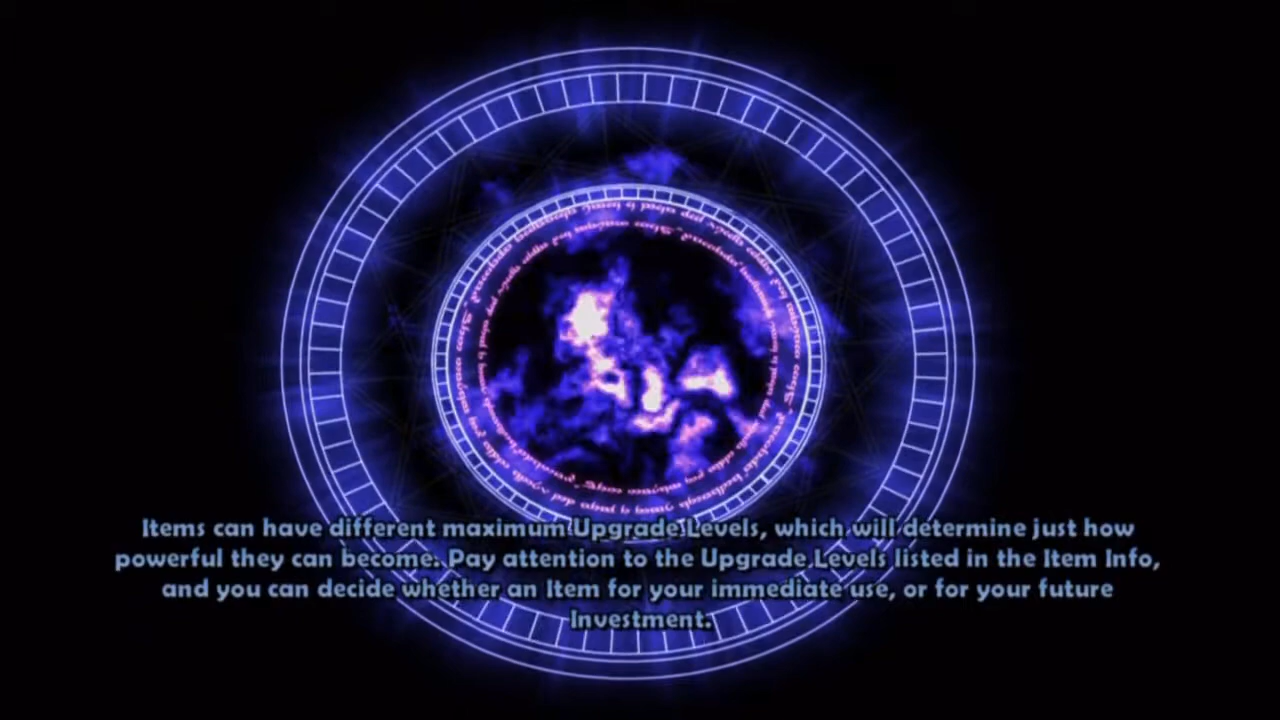 Items can have different maximum Upgrade Levels, which will determine just how
powerful they can become. Pay attention to the Upgrade Levels listed in the Item Info,
and you can decide whether an Item for your immediate use, or for your future
Investment.